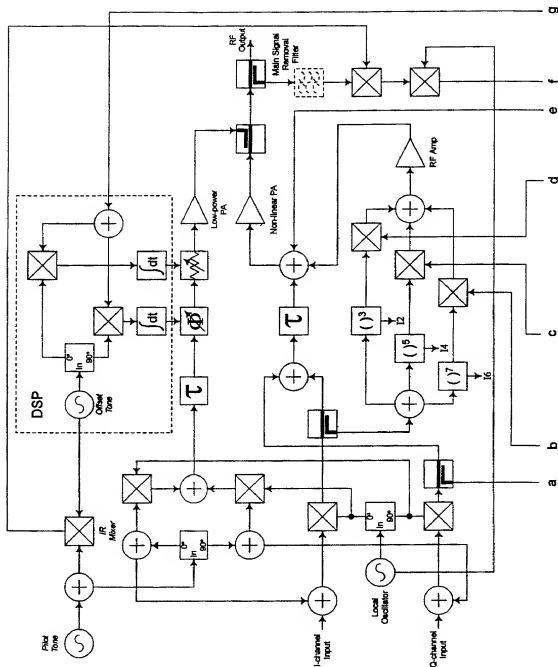 g
f
e
d
c
b
a
RF
Output
Main Signal
Removal
Filter
DSP
0°
In
90°
Offset
Tone
∫dt
∫dt
Low-power
PA
Non-linear PA
RF Amp
Φ
τ
τ
( )³
I2
( )⁵
I4
( )⁷
I6
IR
Mixer
Pilot
Tone
0°
In
90°
0°
In
90°
Local
Oscillator
I-channel
Input
Q-channel
Input